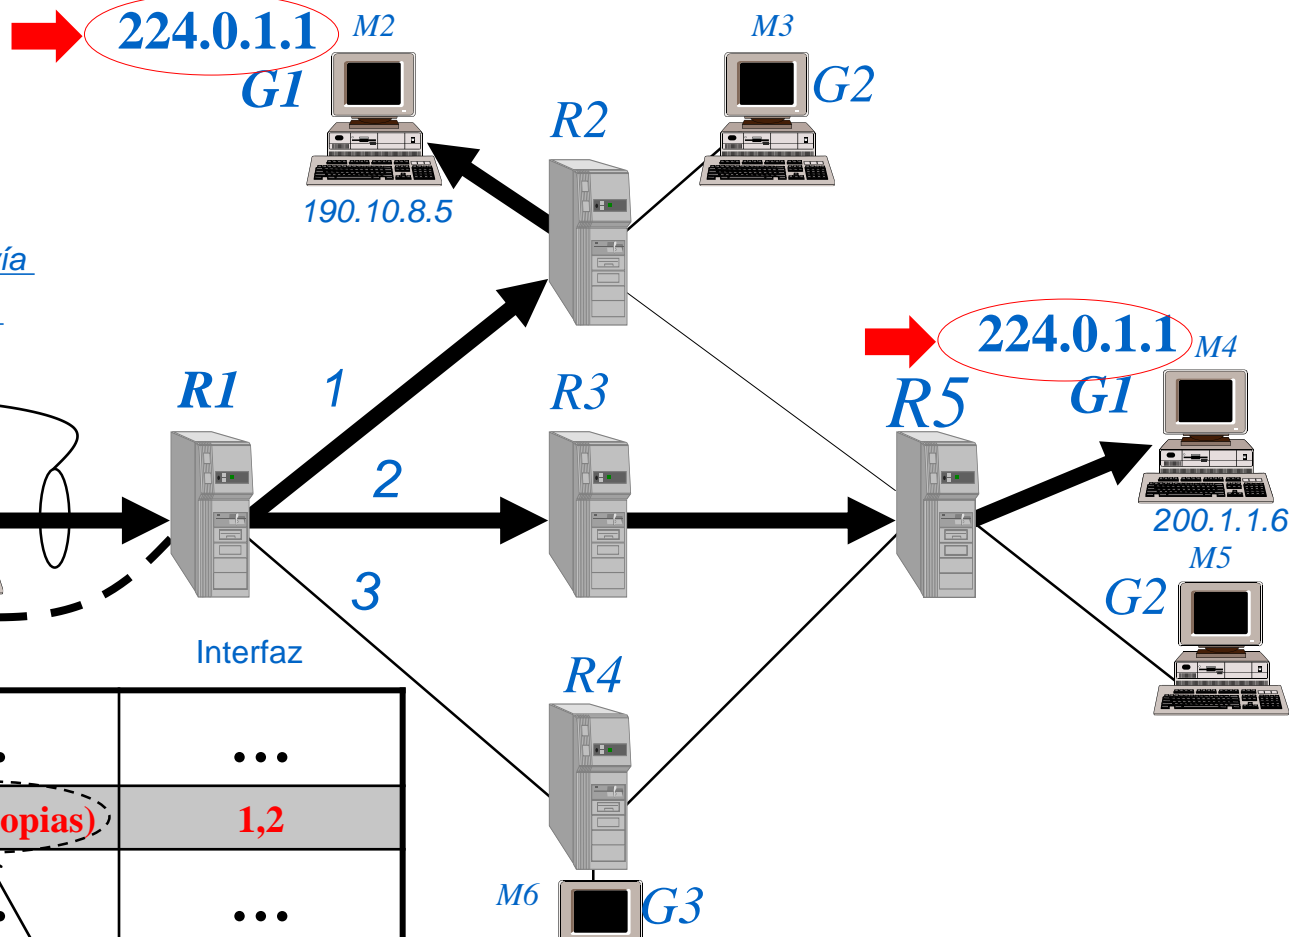 224.0.1.1
M2
M3
G1
G2
R2
190.10.8.5
ía
224.0.1.1
M4
R1
1
R3
R5
G1
2
200.1.1.6
M5
3
G2
Interfaz
R4
...
opias)
1,2
...
M6
G3